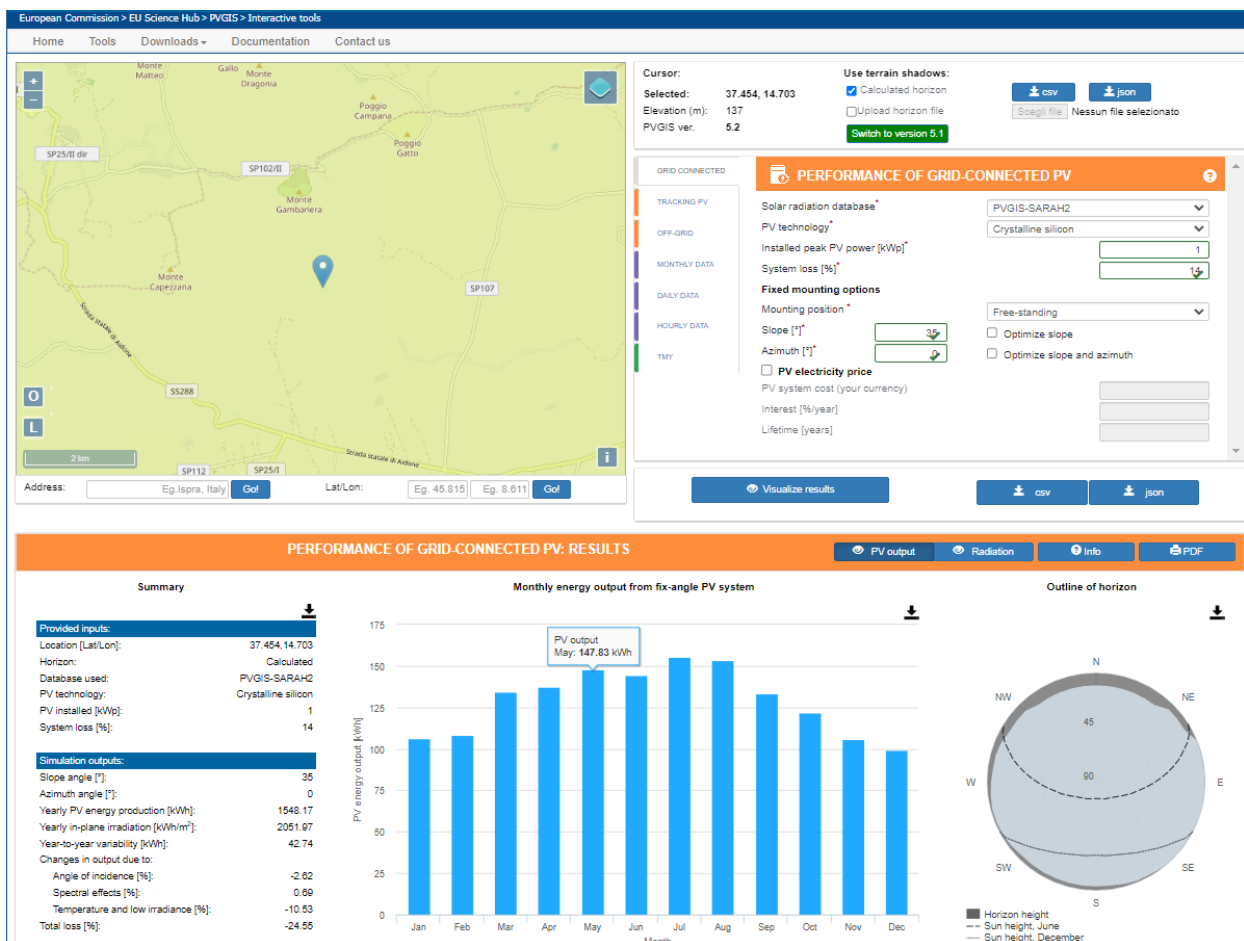 European Commission > EU Science Hub > PVGIS > Interactive tools
Home Tools Downloads Documentation Contact us
+
−
Monte Matteo
Gallo
Monte Dragonia
Poggio Campana
Poggio Gatto
SP25/II dir
SP102/II
Monte Gambaniera
Monte Capezzana
SP107
Strada statale di Aidone
SS288
O
L
2 km
SP112
SP25/I
Strada statale di Aidone
i
Address: Eg.Ispra, Italy Go! Lat/Lon: Eg. 45.815 Eg. 8.611 Go!
Cursor:
Selected: 37.454, 14.703
Elevation (m): 137
PVGIS ver. 5.2
Use terrain shadows:
Calculated horizon
Upload horizon file
Switch to version 5.1
csv json
Scegli file Nessun file selezionato
GRID CONNECTED
TRACKING PV
OFF-GRID
MONTHLY DATA
DAILY DATA
HOURLY DATA
TMY
PERFORMANCE OF GRID-CONNECTED PV ?
Solar radiation database* PVGIS-SARAH2
PV technology* Crystalline silicon
Installed peak PV power [kWp]* 1
System loss [%]* 14
Fixed mounting options
Mounting position * Free-standing
Slope [°]* 35 Optimize slope
Azimuth [°]* 0 Optimize slope and azimuth
PV electricity price
PV system cost (your currency)
Interest [%/year]
Lifetime [years]
Visualize results csv json
PERFORMANCE OF GRID-CONNECTED PV: RESULTS PV output Radiation Info PDF
Summary
Provided inputs:
Location [Lat/Lon]: 37.454,14.703
Horizon: Calculated
Database used: PVGIS-SARAH2
PV technology: Crystalline silicon
PV installed [kWp]: 1
System loss [%]: 14
Simulation outputs:
Slope angle [°]: 35
Azimuth angle [°]: 0
Yearly PV energy production [kWh]: 1548.17
Yearly in-plane irradiation [kWh/m²]: 2051.97
Year-to-year variability [kWh]: 42.74
Changes in output due to:
Angle of incidence [%]: -2.62
Spectral effects [%]: 0.69
Temperature and low irradiance [%]: -10.53
Total loss [%]: -24.55
Monthly energy output from fix-angle PV system
175
150
125
100
75
50
25
0
PV energy output [kWh]
PV output
May: 147.83 kWh
Jan Feb Mar Apr May Jun Jul Aug Sep Oct Nov Dec
Month
Outline of horizon
N
NW NE
45
W 90 E
SW SE
S
Horizon height
Sun height, June
Sun height, December